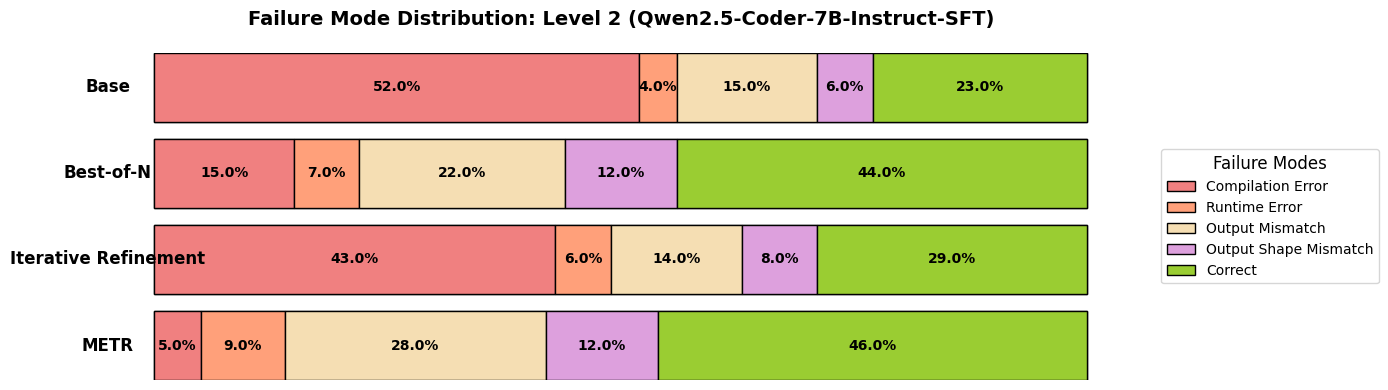 Failure Mode Distribution: Level 2 (Qwen2.5-Coder-7B-Instruct-SFT)
Base 52.0% 4.0% 15.0% 6.0% 23.0%
Best-of-N 15.0% 7.0% 22.0% 12.0% 44.0%
Iterative Refinement 43.0% 6.0% 14.0% 8.0% 29.0%
METR 5.0% 9.0% 28.0% 12.0% 46.0%
Failure Modes
Compilation Error
Runtime Error
Output Mismatch
Output Shape Mismatch
Correct